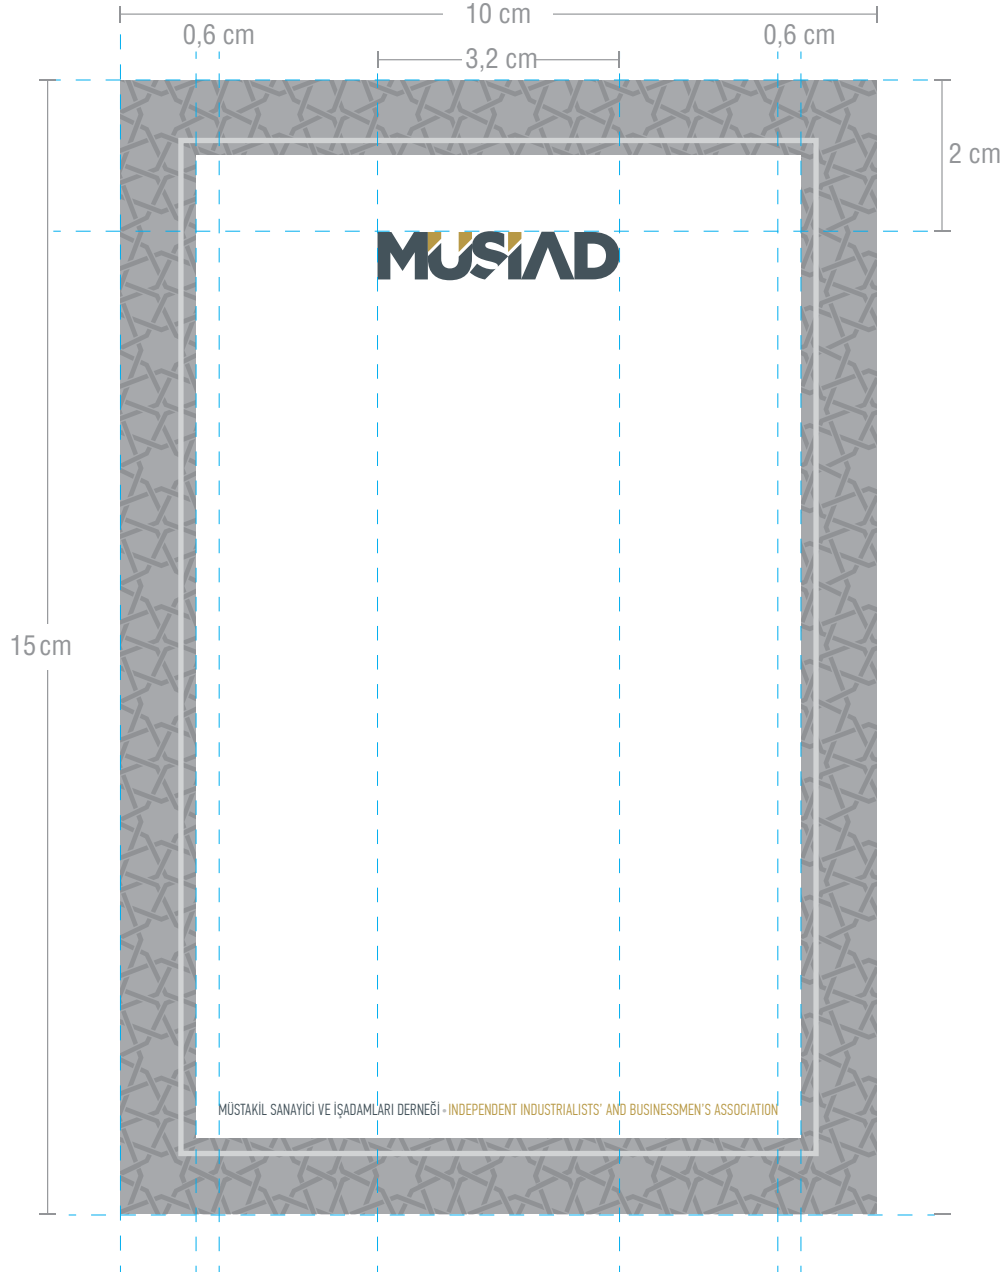 10 cm
0,6 cm
0,6 cm
3,2 cm
2 cm
MÜSİAD
15 cm
MÜSTAKİL SANAYİCİ VE İŞADAMLARI DERNEĞİ • INDEPENDENT INDUSTRIALISTS' AND BUSINESSMEN'S ASSOCIATION